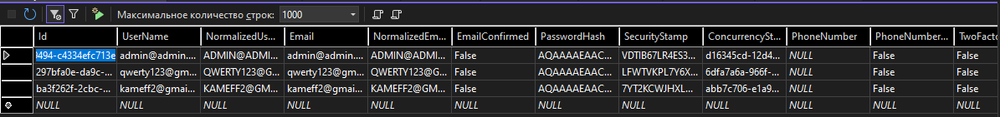 Максимальное количество строк: 1000
Id UserName NormalizedUs... Email NormalizedEm... EmailConfirmed PasswordHash SecurityStamp ConcurrencySt... PhoneNumber PhoneNumber... TwoFacto
9494-c4334efc713e admin@admin.... ADMIN@ADMI... admin@admin.... ADMIN@ADMI... False AQAAAAEAAC... VDTIB67LR4ES3... d16345cd-12d4... NULL False False
297bfa0e-da9c-... qwerty123@g... QWERTY123@G... qwerty123@g... QWERTY123@G... False AQAAAAEAAC... LFWTVKPL7Y6X... 6dfa7a6a-966f-... NULL False False
ba3f262f-2cbc-... kameff2@gmai... KAMEFF2@GM... kameff2@gmai... KAMEFF2@GM... False AQAAAAEAAC... 7YT2KCWJHXL... abb7c706-e1a9... NULL False False
NULL NULL NULL NULL NULL NULL NULL NULL NULL NULL NULL NULL